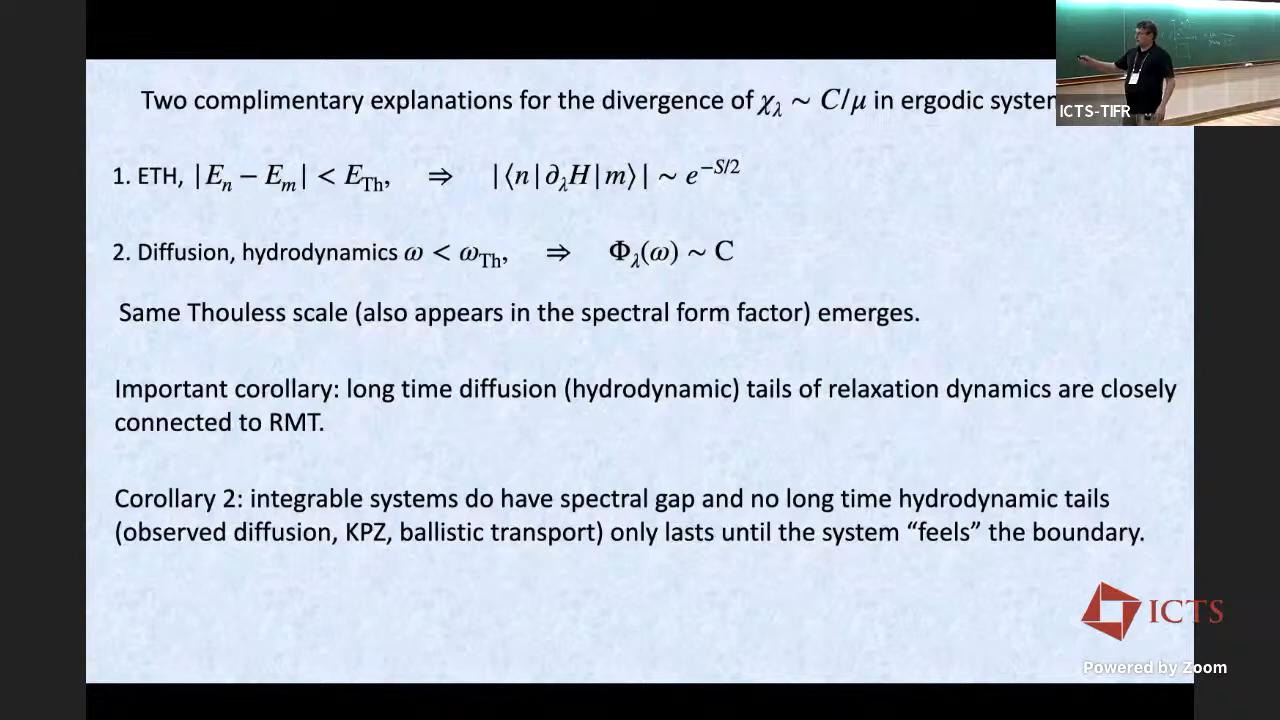 Two complimentary explanations for the divergence of χ_λ ~ C/μ in ergodic system
ICTS-TIFR
1. ETH, |E_n − E_m| < E_Th, ⇒ |⟨n|∂_λH|m⟩| ~ e^{−S/2}
2. Diffusion, hydrodynamics ω < ω_Th, ⇒ Φ_λ(ω) ~ C
Same Thouless scale (also appears in the spectral form factor) emerges.
Important corollary: long time diffusion (hydrodynamic) tails of relaxation dynamics are closely
connected to RMT.
Corollary 2: integrable systems do have spectral gap and no long time hydrodynamic tails
(observed diffusion, KPZ, ballistic transport) only lasts until the system “feels” the boundary.
ICTS
Powered by Zoom